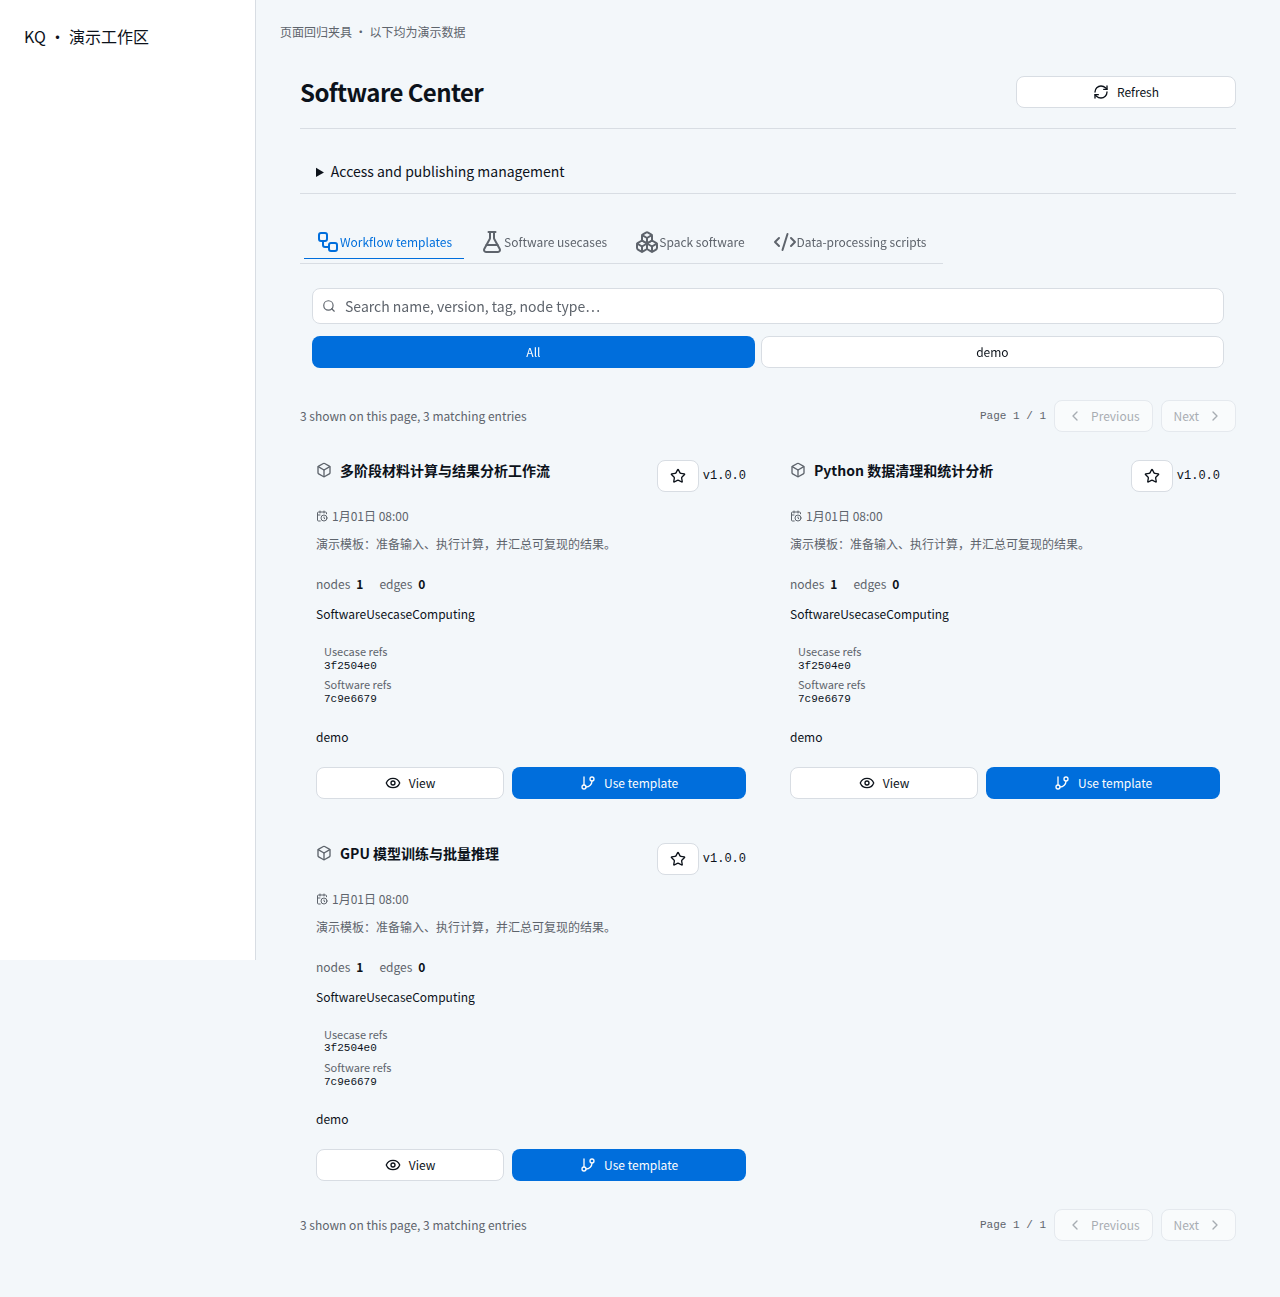 KQ · 演示工作区
页面回归夹具 · 以下均为演示数据
Software Center
Refresh
Access and publishing management
Workflow templates
Software usecases
Spack software
Data-processing scripts
Search name, version, tag, node type…
All
demo
3 shown on this page, 3 matching entries
Page 1 / 1
Previous
Next
多阶段材料计算与结果分析工作流
v1.0.0
1月01日 08:00
演示模板：准备输入、执行计算，并汇总可复现的结果。
nodes 1 edges 0
SoftwareUsecaseComputing
Usecase refs
3f2504e0
Software refs
7c9e6679
demo
View
Use template
Python 数据清理和统计分析
v1.0.0
1月01日 08:00
演示模板：准备输入、执行计算，并汇总可复现的结果。
nodes 1 edges 0
SoftwareUsecaseComputing
Usecase refs
3f2504e0
Software refs
7c9e6679
demo
View
Use template
GPU 模型训练与批量推理
v1.0.0
1月01日 08:00
演示模板：准备输入、执行计算，并汇总可复现的结果。
nodes 1 edges 0
SoftwareUsecaseComputing
Usecase refs
3f2504e0
Software refs
7c9e6679
demo
View
Use template
3 shown on this page, 3 matching entries
Page 1 / 1
Previous
Next